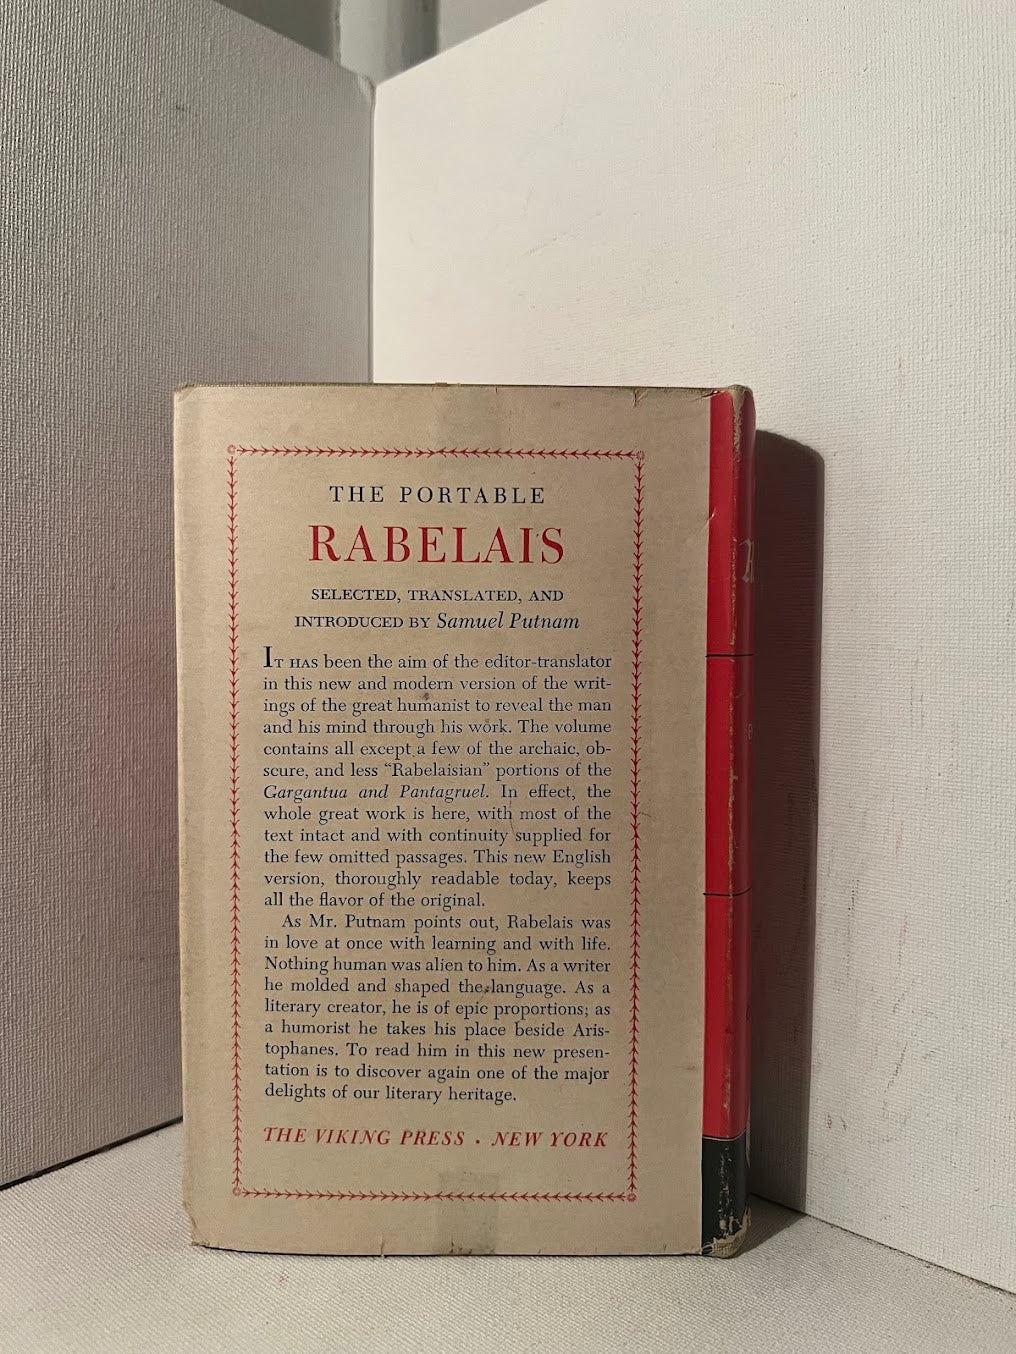 THE PORTABLE
RABELAIS
SELECTED, TRANSLATED, AND
INTRODUCED BY Samuel Putnam
IT HAS been the aim of the editor-translator
in this new and modern version of the writ-
ings of the great humanist to reveal the man
and his mind through his work. The volume
contains all except a few of the archaic, ob-
scure, and less “Rabelaisian” portions of the
Gargantua and Pantagruel. In effect, the
whole great work is here, with most of the
text intact and with continuity supplied for
the few omitted passages. This new English
version, thoroughly readable today, keeps
all the flavor of the original.
As Mr. Putnam points out, Rabelais was
in love at once with learning and with life.
Nothing human was alien to him. As a writer
he molded and shaped the language. As a
literary creator, he is of epic proportions; as
a humorist he takes his place beside Aris-
tophanes. To read him in this new presen-
tation is to discover again one of the major
delights of our literary heritage.
THE VIKING PRESS · NEW YORK